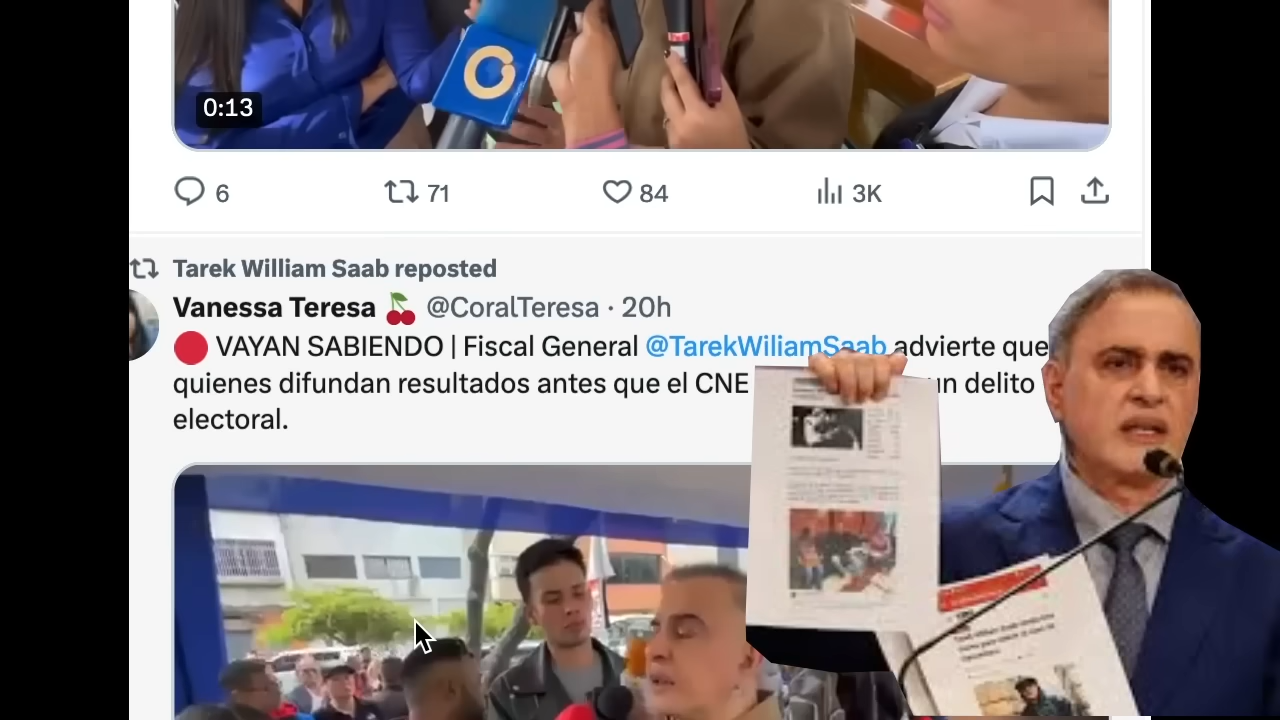 0:13
6 71 84 3K
Tarek William Saab reposted
Vanessa Teresa 🍒 @CoralTeresa · 20h
🔴 VAYAN SABIENDO | Fiscal General @TarekWiliamSaab advierte que
quienes difundan resultados antes que el CNE un delito
electoral.